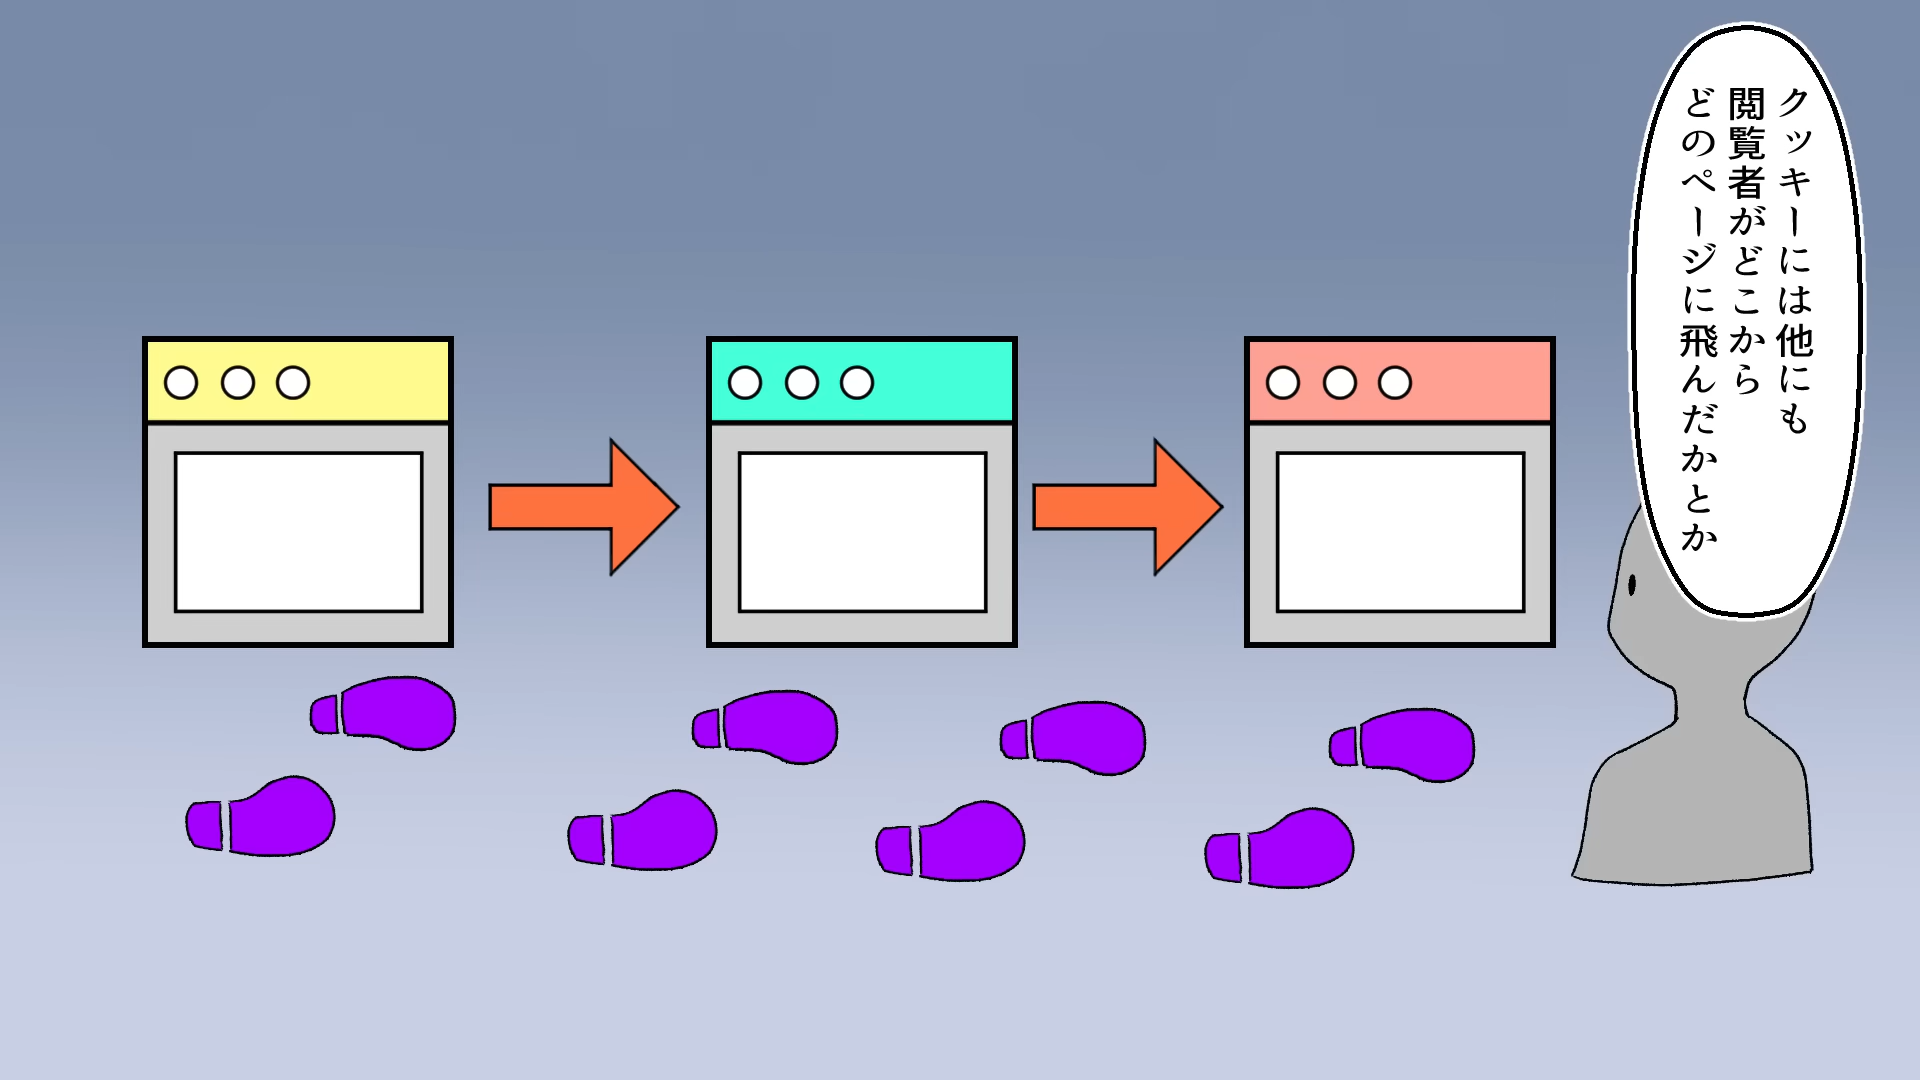 クッキーには他にも
閲覧者がどこから
どのページに飛んだかとか